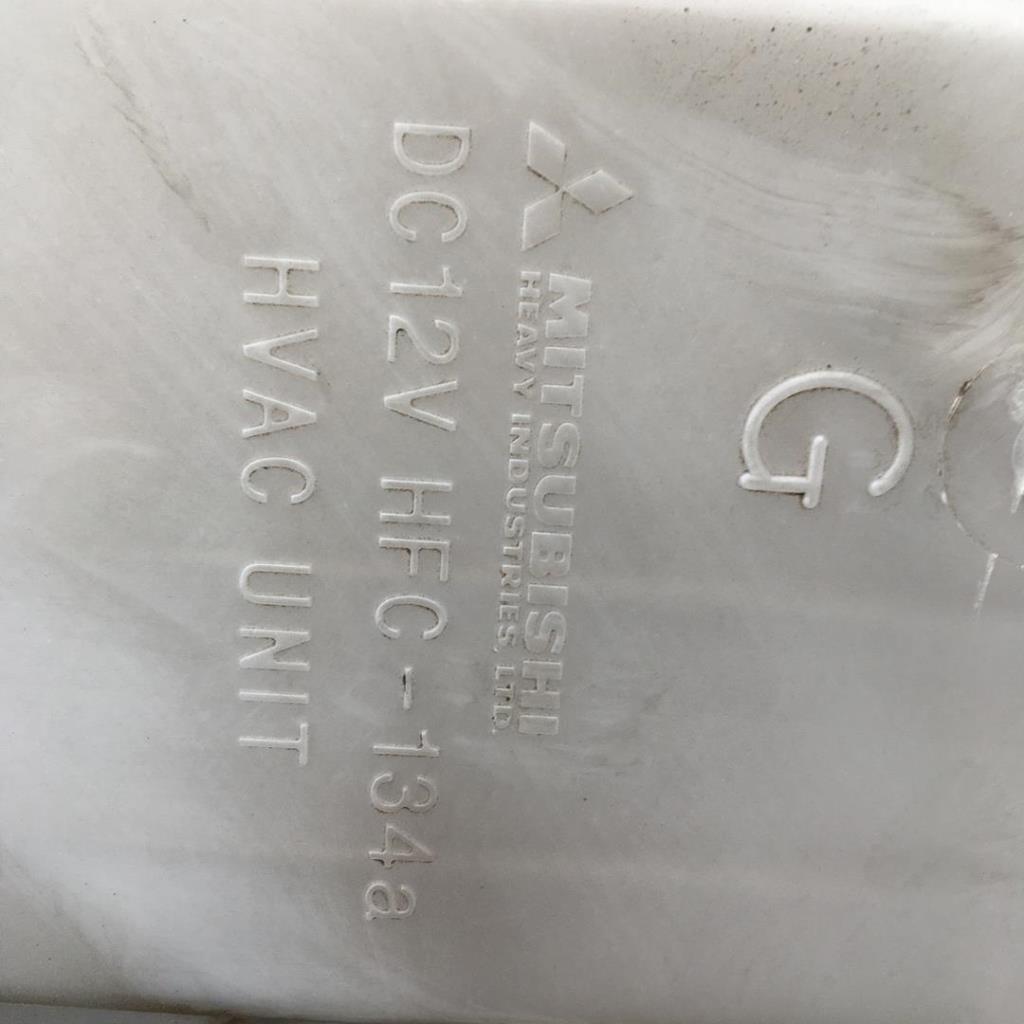 G
MITSUBISHI
HEAVY INDUSTRIES, LTD.
DC12V HFC-134a
HVAC UNIT